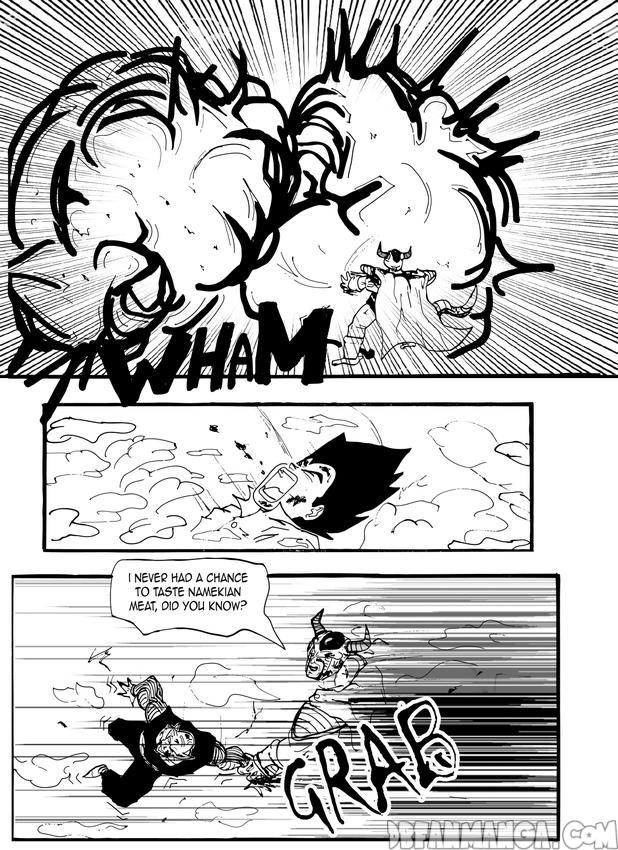 WHAM
I NEVER HAD A CHANCE
TO TASTE NAMEKIAN
MEAT, DID YOU KNOW?
GRAB
DBFANMANGA.COM